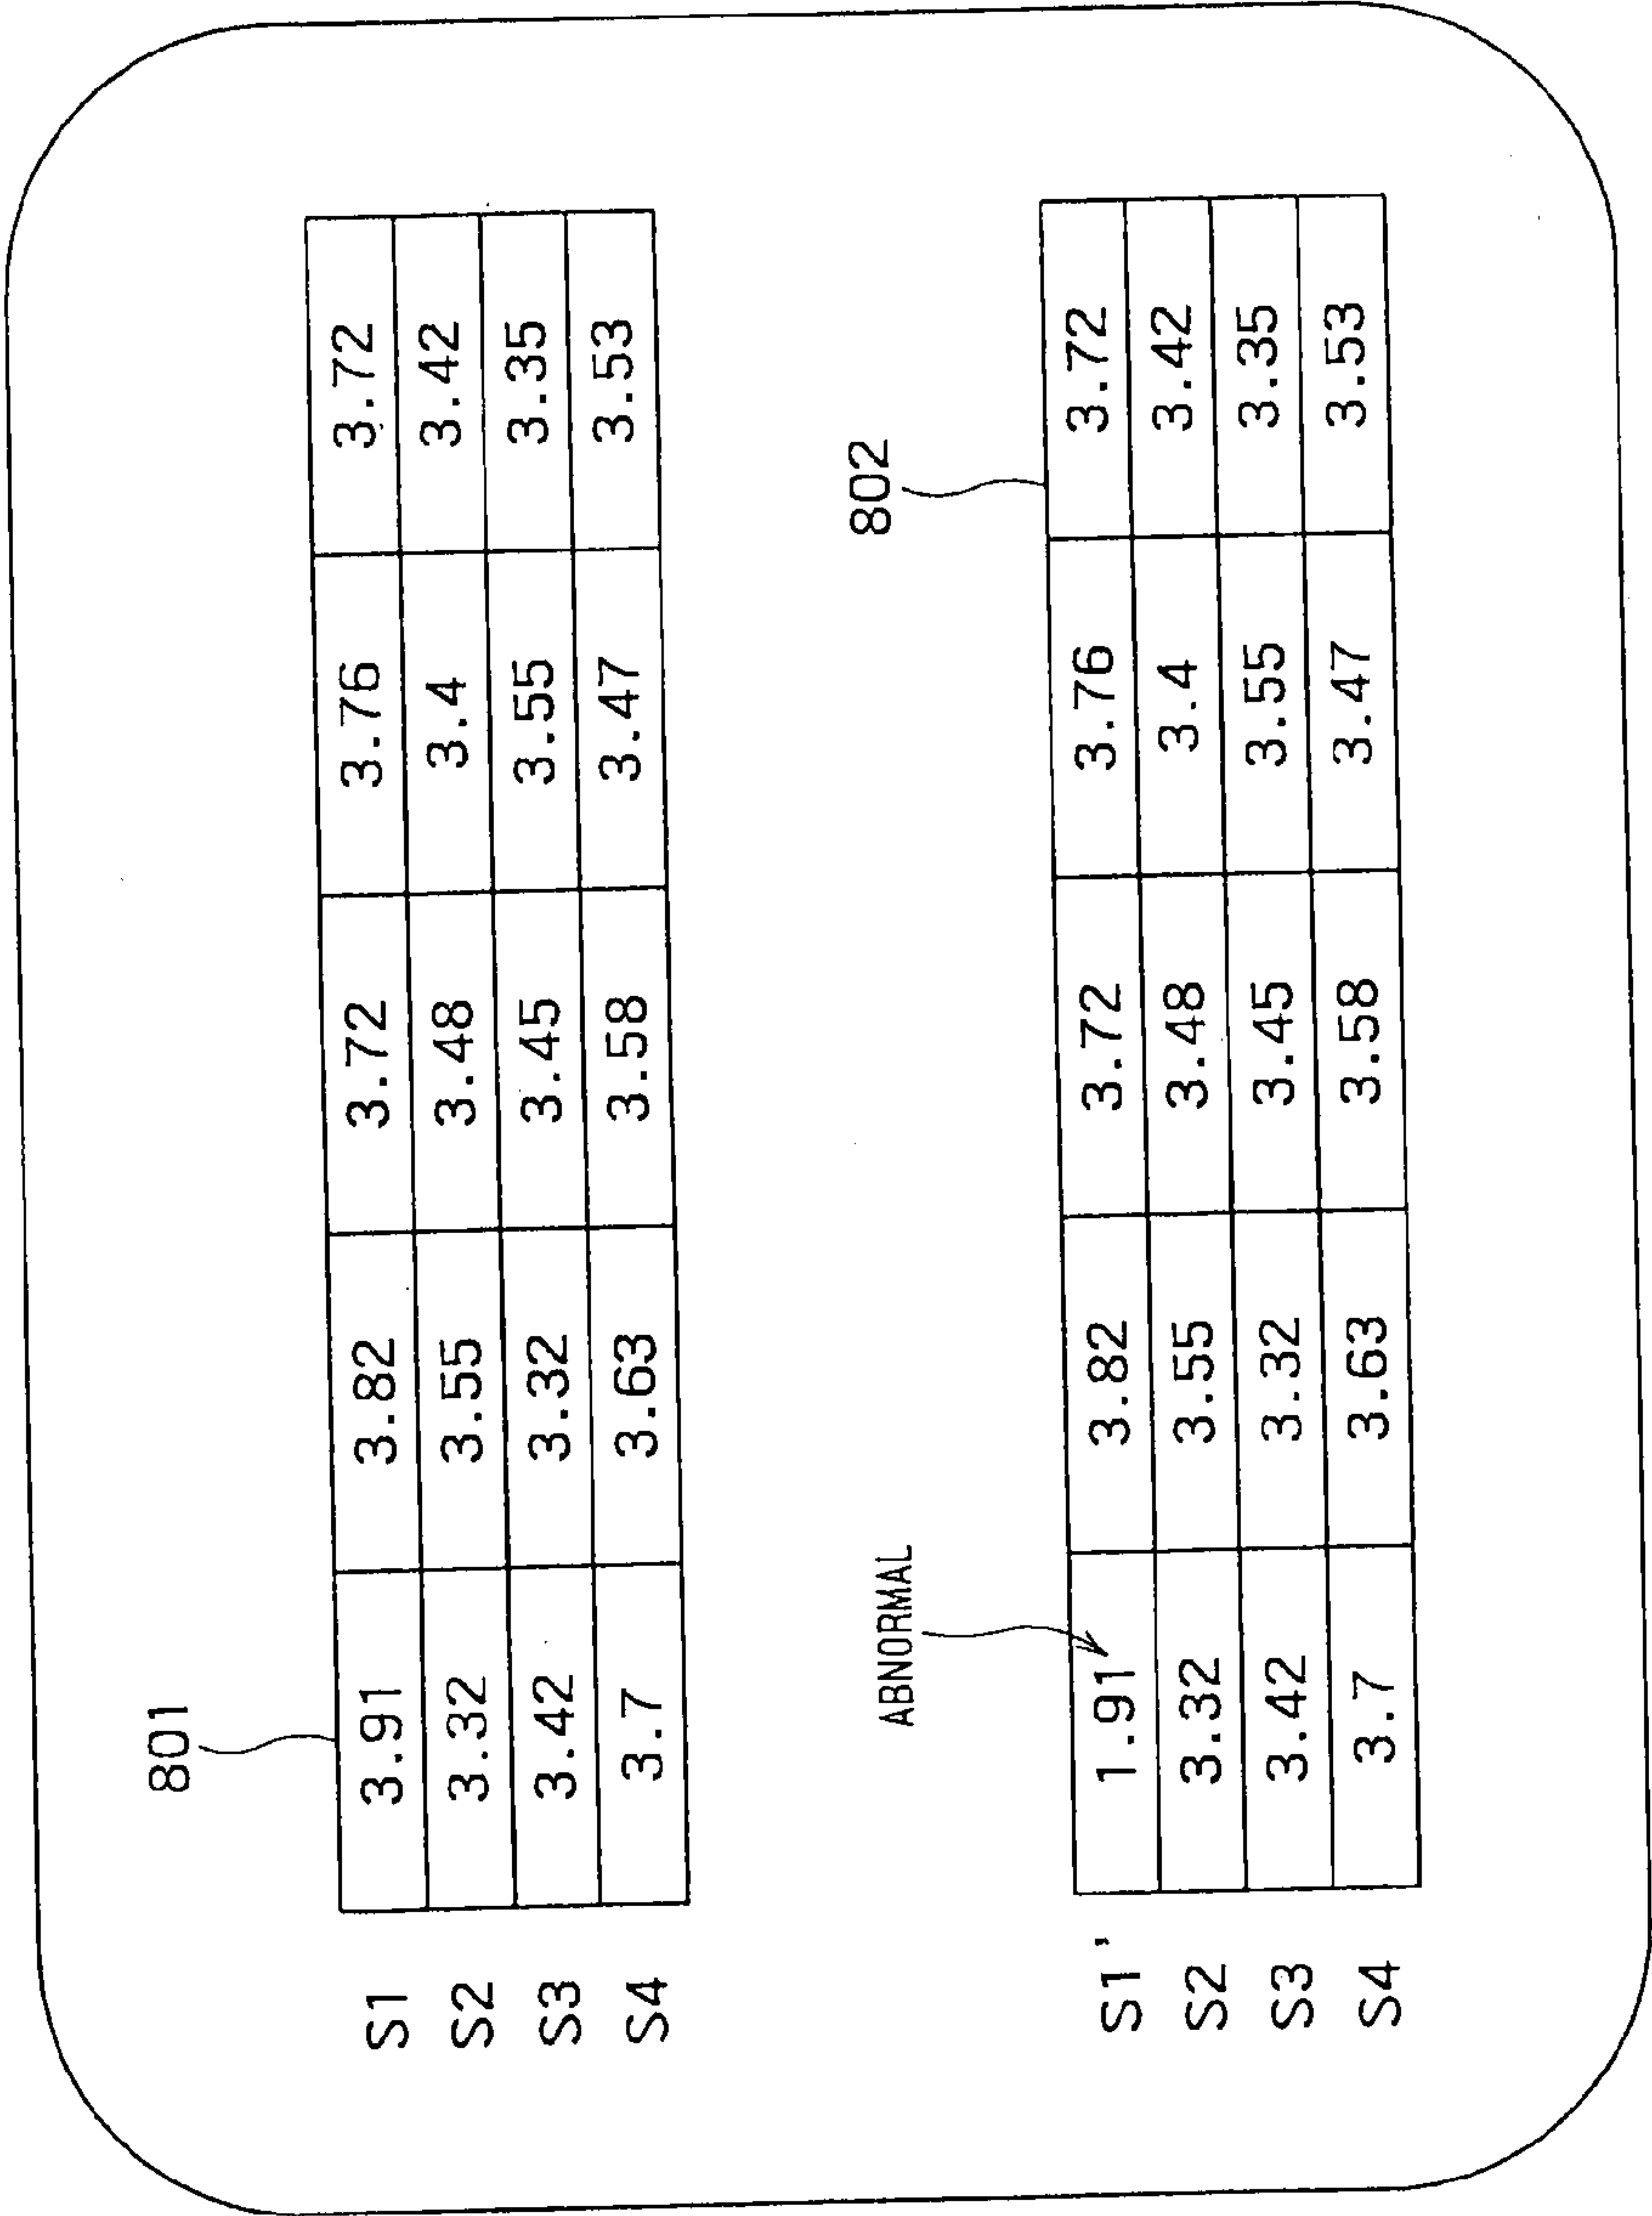 801
S1 3.91 3.82 3.72 3.76 3.72
S2 3.32 3.55 3.48 3.4 3.42
S3 3.42 3.32 3.45 3.55 3.35
S4 3.7 3.63 3.58 3.47 3.53
802
ABNORMAL
S1' 1.91 3.82 3.72 3.76 3.72
S2 3.32 3.55 3.48 3.4 3.42
S3 3.42 3.32 3.45 3.55 3.35
S4 3.7 3.63 3.58 3.47 3.53